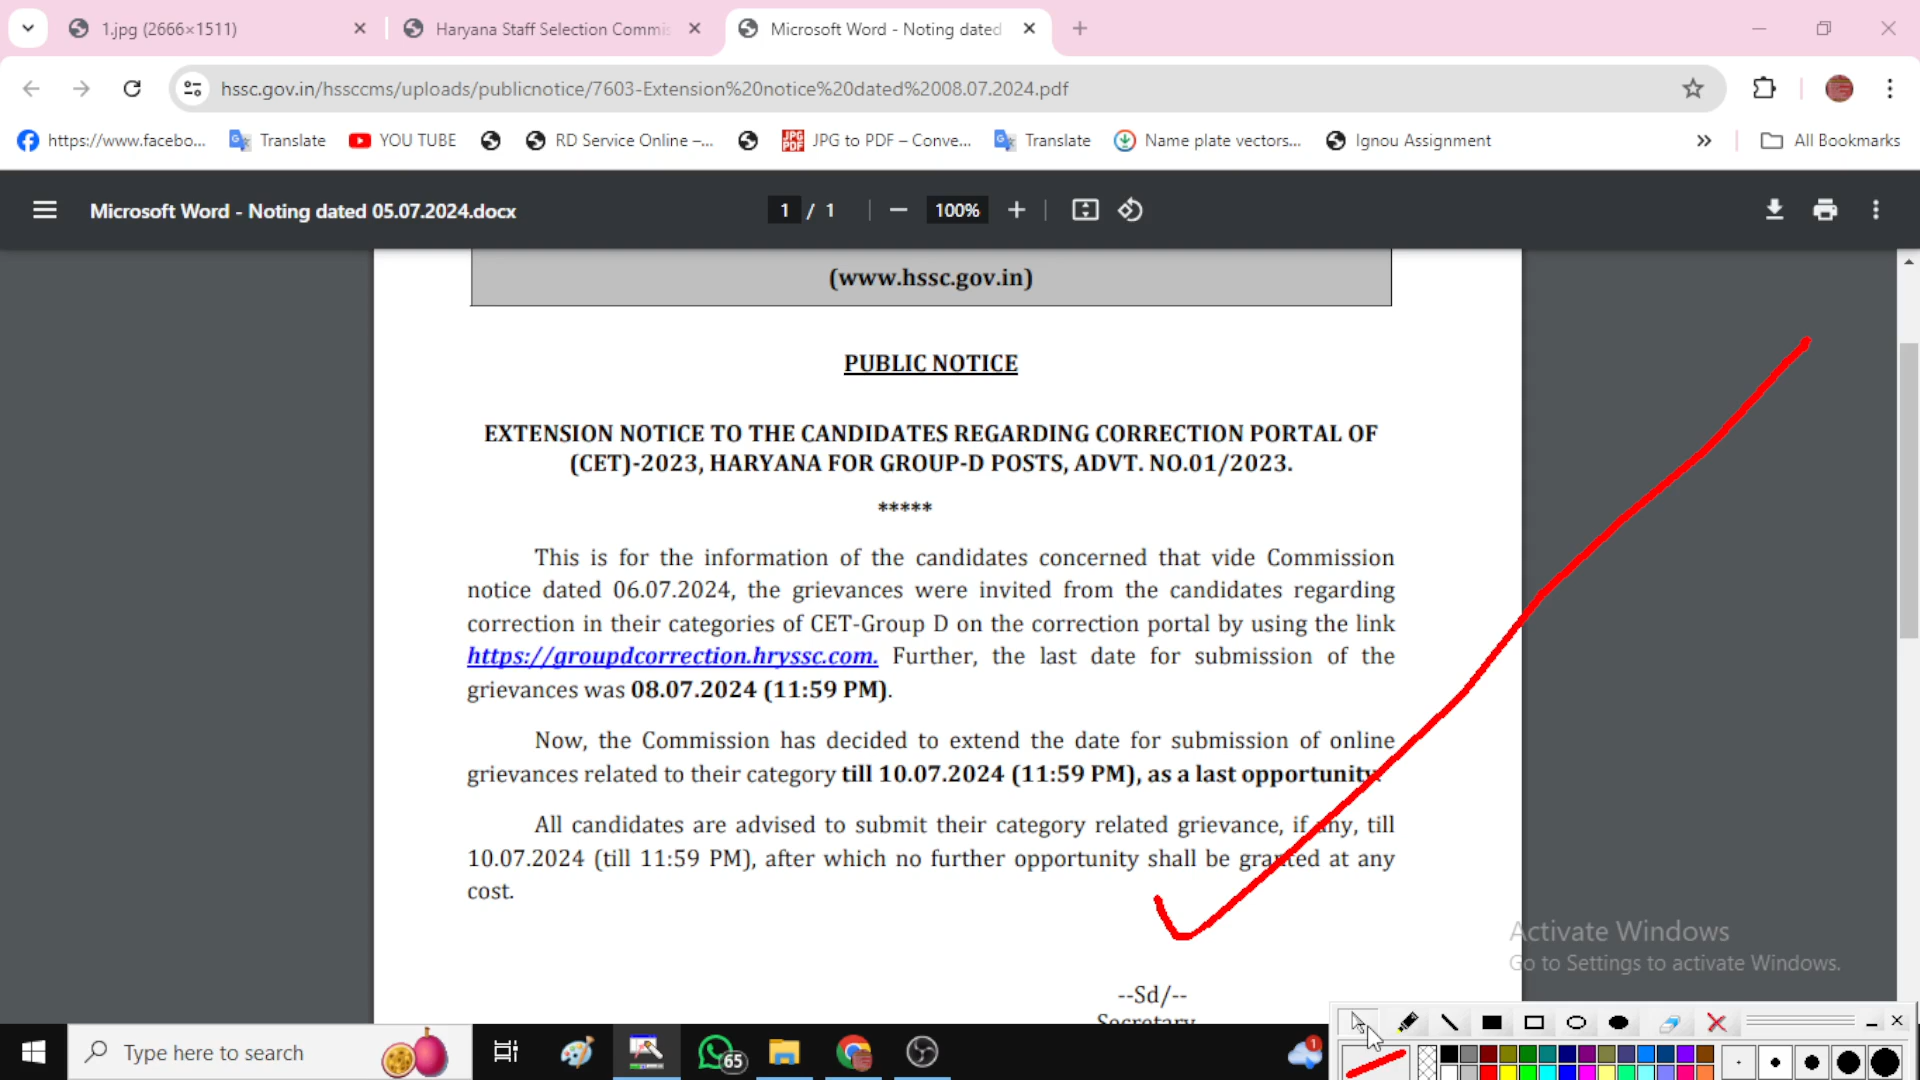 1.jpg (2666×1511)
Haryana Staff Selection Commis
Microsoft Word - Noting dated
hssc.gov.in/hssccms/uploads/publicnotice/7603-Extension%20notice%20dated%2008.07.2024.pdf
https://www.facebo...
Translate
YOU TUBE
RD Service Online –...
JPG to PDF – Conve...
Translate
Name plate vectors...
Ignou Assignment
»
All Bookmarks
Microsoft Word - Noting dated 05.07.2024.docx
1 / 1
100%
(www.hssc.gov.in)
PUBLIC NOTICE
EXTENSION NOTICE TO THE CANDIDATES REGARDING CORRECTION PORTAL OF
(CET)-2023, HARYANA FOR GROUP-D POSTS, ADVT. NO.01/2023.
*****
This is for the information of the candidates concerned that vide Commission
notice dated 06.07.2024, the grievances were invited from the candidates regarding
correction in their categories of CET-Group D on the correction portal by using the link
https://groupdcorrection.hryssc.com. Further, the last date for submission of the
grievances was 08.07.2024 (11:59 PM).
Now, the Commission has decided to extend the date for submission of online
grievances related to their category till 10.07.2024 (11:59 PM), as a last opportunity.
All candidates are advised to submit their category related grievance, if any, till
10.07.2024 (till 11:59 PM), after which no further opportunity shall be granted at any
cost.
--Sd/--
Secretary
Activate Windows
Go to Settings to activate Windows.
Type here to search
65
1